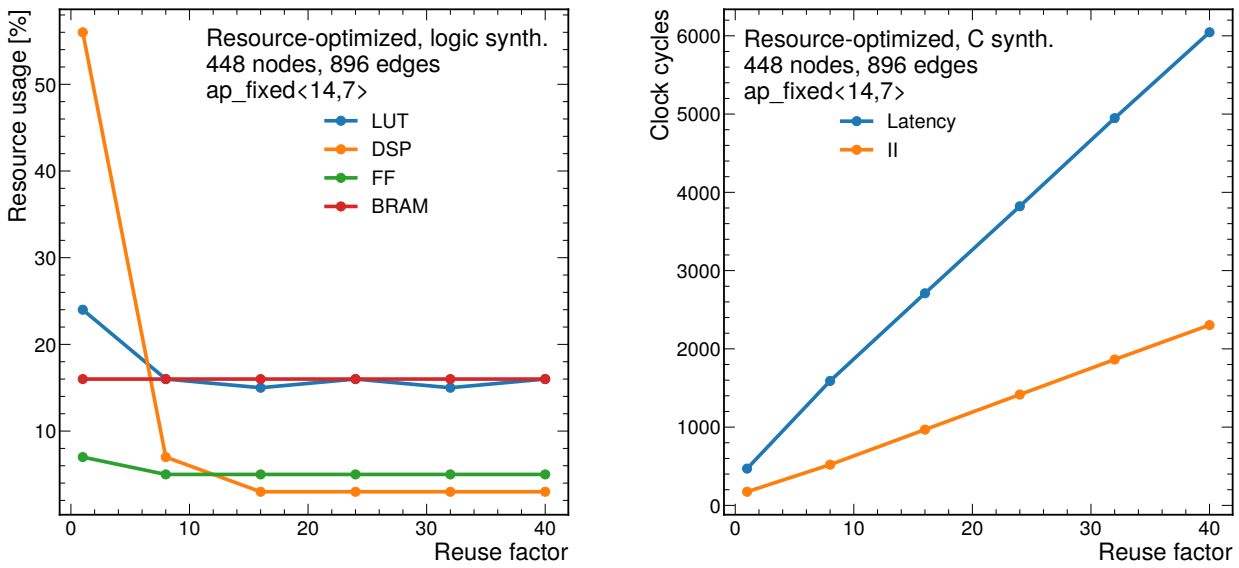 Resource usage [%]
50
40
30
20
10
0
10
20
30
40
Reuse factor
Resource-optimized, logic synth.
448 nodes, 896 edges
ap_fixed<14,7>
LUT
DSP
FF
BRAM
Clock cycles
6000
5000
4000
3000
2000
1000
0
0
10
20
30
40
Reuse factor
Resource-optimized, C synth.
448 nodes, 896 edges
ap_fixed<14,7>
Latency
II